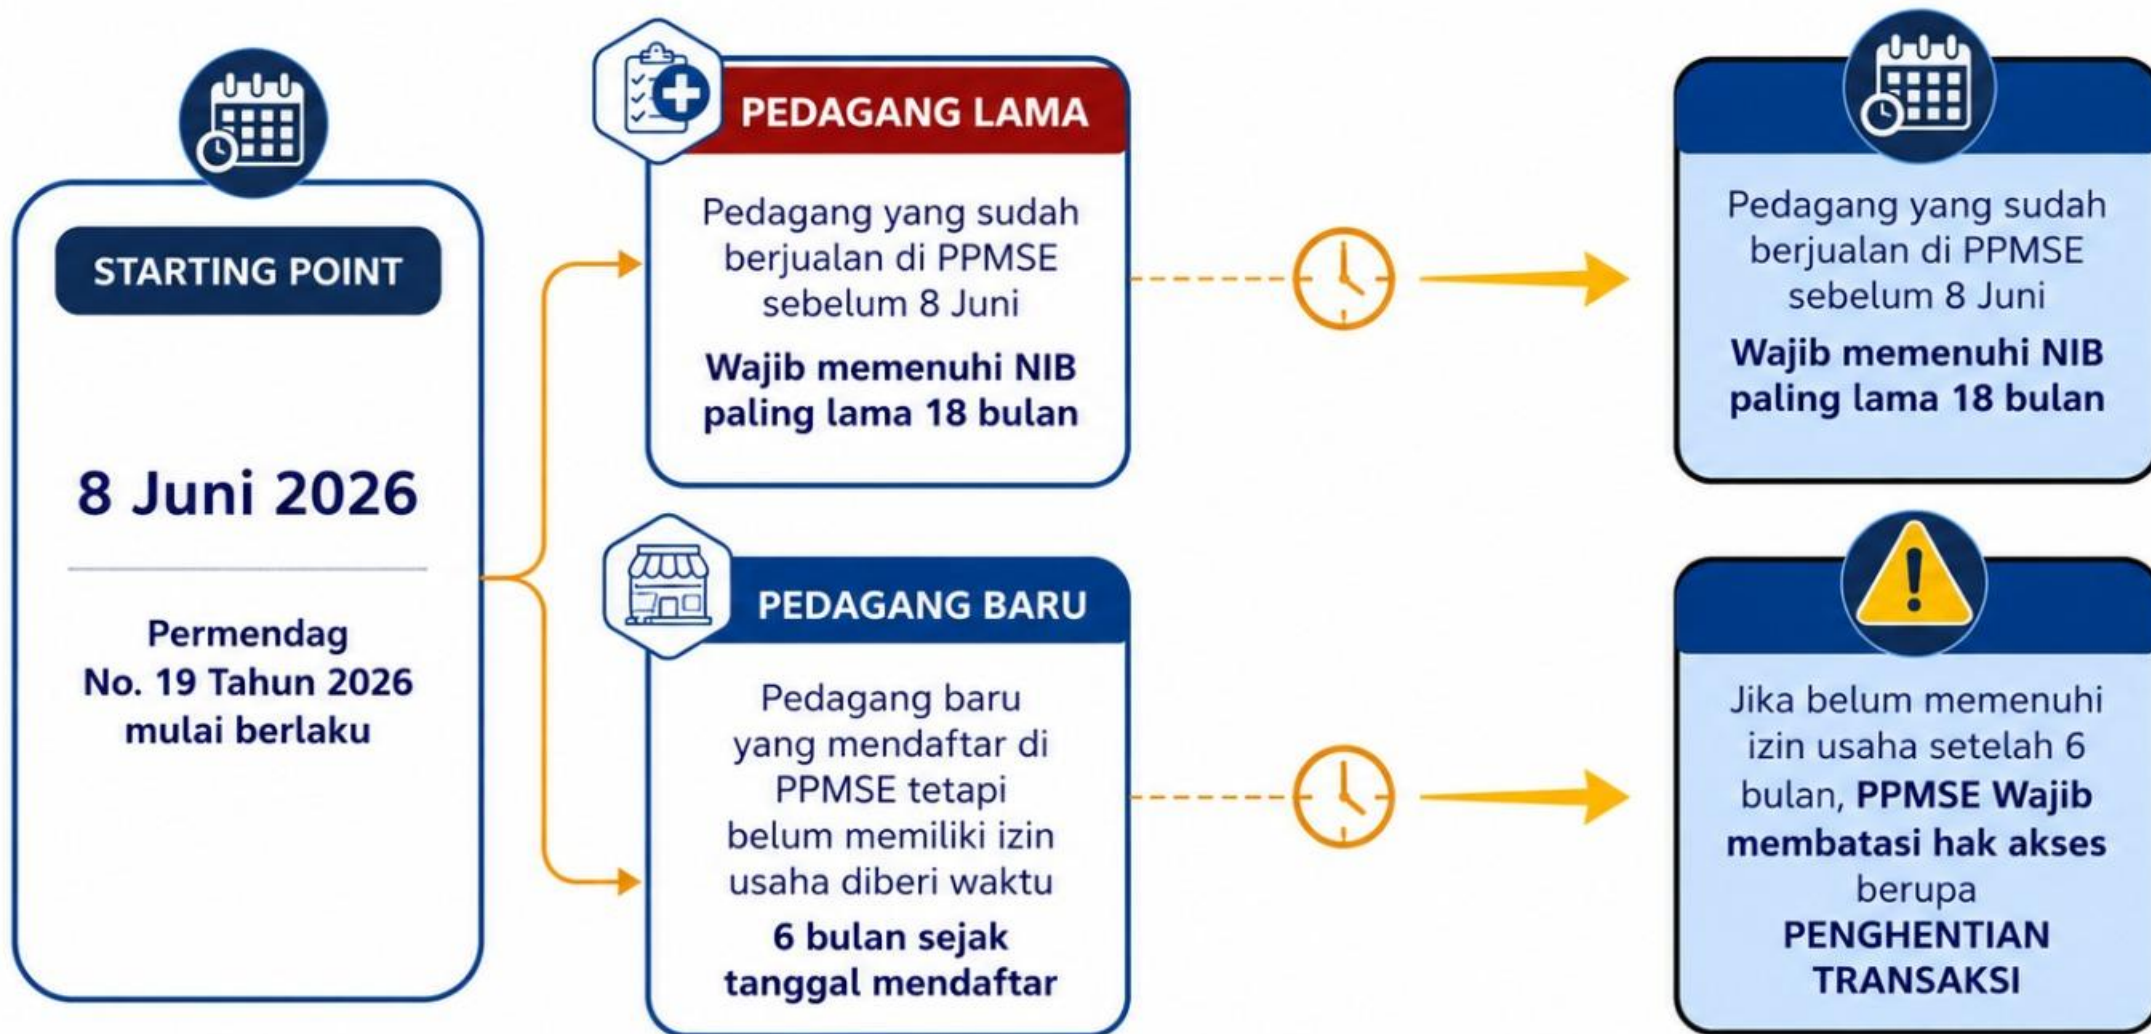 STARTING POINT
8 Juni 2026
Permendag
No. 19 Tahun 2026
mulai berlaku
PEDAGANG LAMA
Pedagang yang sudah
berjualan di PPMSE
sebelum 8 Juni
Wajib memenuhi NIB
paling lama 18 bulan
Pedagang yang sudah
berjualan di PPMSE
sebelum 8 Juni
Wajib memenuhi NIB
paling lama 18 bulan
PEDAGANG BARU
Pedagang baru
yang mendaftar di
PPMSE tetapi
belum memiliki izin
usaha diberi waktu
6 bulan sejak
tanggal mendaftar
Jika belum memenuhi
izin usaha setelah 6
bulan, PPMSE Wajib
membatasi hak akses
berupa
PENGHENTIAN
TRANSAKSI